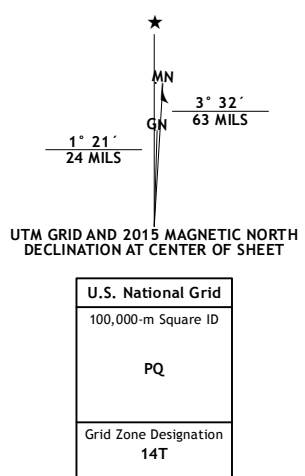 ★
MN
GN
3° 32´
63 MILS
1° 21´
24 MILS
UTM GRID AND 2015 MAGNETIC NORTH
DECLINATION AT CENTER OF SHEET
U.S. National Grid
100,000-m Square ID
PQ
Grid Zone Designation
14T